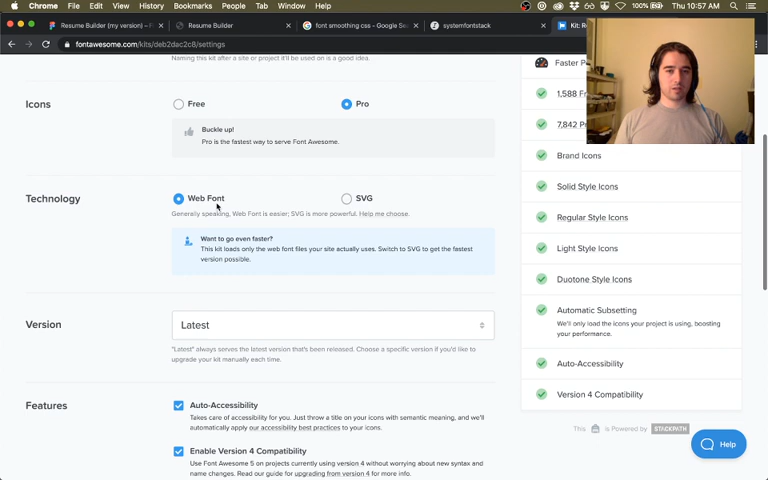 Chrome File Edit View History Bookmarks People Tab Window Help 100% Thu 10:57 AM
Resume Builder (my version) – F Resume Builder font smoothing css - Google Se systemfontstack Kit: R
fontawesome.com/kits/deb2dac2c8/settings
Naming this kit after a site or project it'll be used on is a good idea.
Faster P
Icons Free Pro
1,588 Fr
Buckle up!
7,842 P
Pro is the fastest way to serve Font Awesome.
Brand Icons
Technology Web Font SVG
Solid Style Icons
Generally speaking, Web Font is easier; SVG is more powerful. Help me choose.
Regular Style Icons
Want to go even faster?
This kit loads only the web font files your site actually uses. Switch to SVG to get the fastest
version possible.
Light Style Icons
Duotone Style Icons
Automatic Subsetting
We'll only load the icons your project is using, boosting
your performance.
Version Latest
"Latest" always serves the latest version that's been released. Choose a specific version if you'd like to
upgrade your kit manually each time.
Auto-Accessibility
Version 4 Compatibility
Features Auto-Accessibility
Takes care of accessibility for you. Just throw a title on your icons with semantic meaning, and we'll
automatically apply our accessibility best practices to your icons.
This is Powered by STACKPATH
Help
Enable Version 4 Compatibility
Use Font Awesome 5 on projects currently using version 4 without worrying about new syntax and
name changes. Read our guide for upgrading from version 4 for more info.